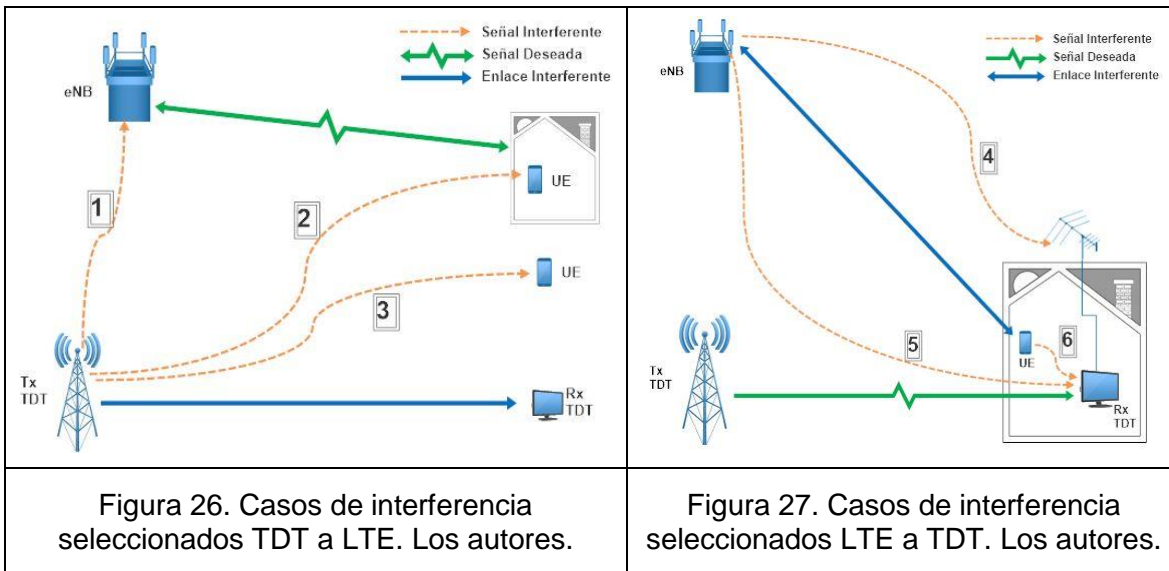 Señal Interferente
Señal Deseada
Enlace Interferente
eNB
1
2
UE
UE
3
Tx
TDT
Rx
TDT
Señal Interferente
Señal Deseada
Enlace Interferente
eNB
4
5
6
UE
Tx
TDT
Rx
TDT
Figura 26. Casos de interferencia
seleccionados TDT a LTE. Los autores.
Figura 27. Casos de interferencia
seleccionados LTE a TDT. Los autores.